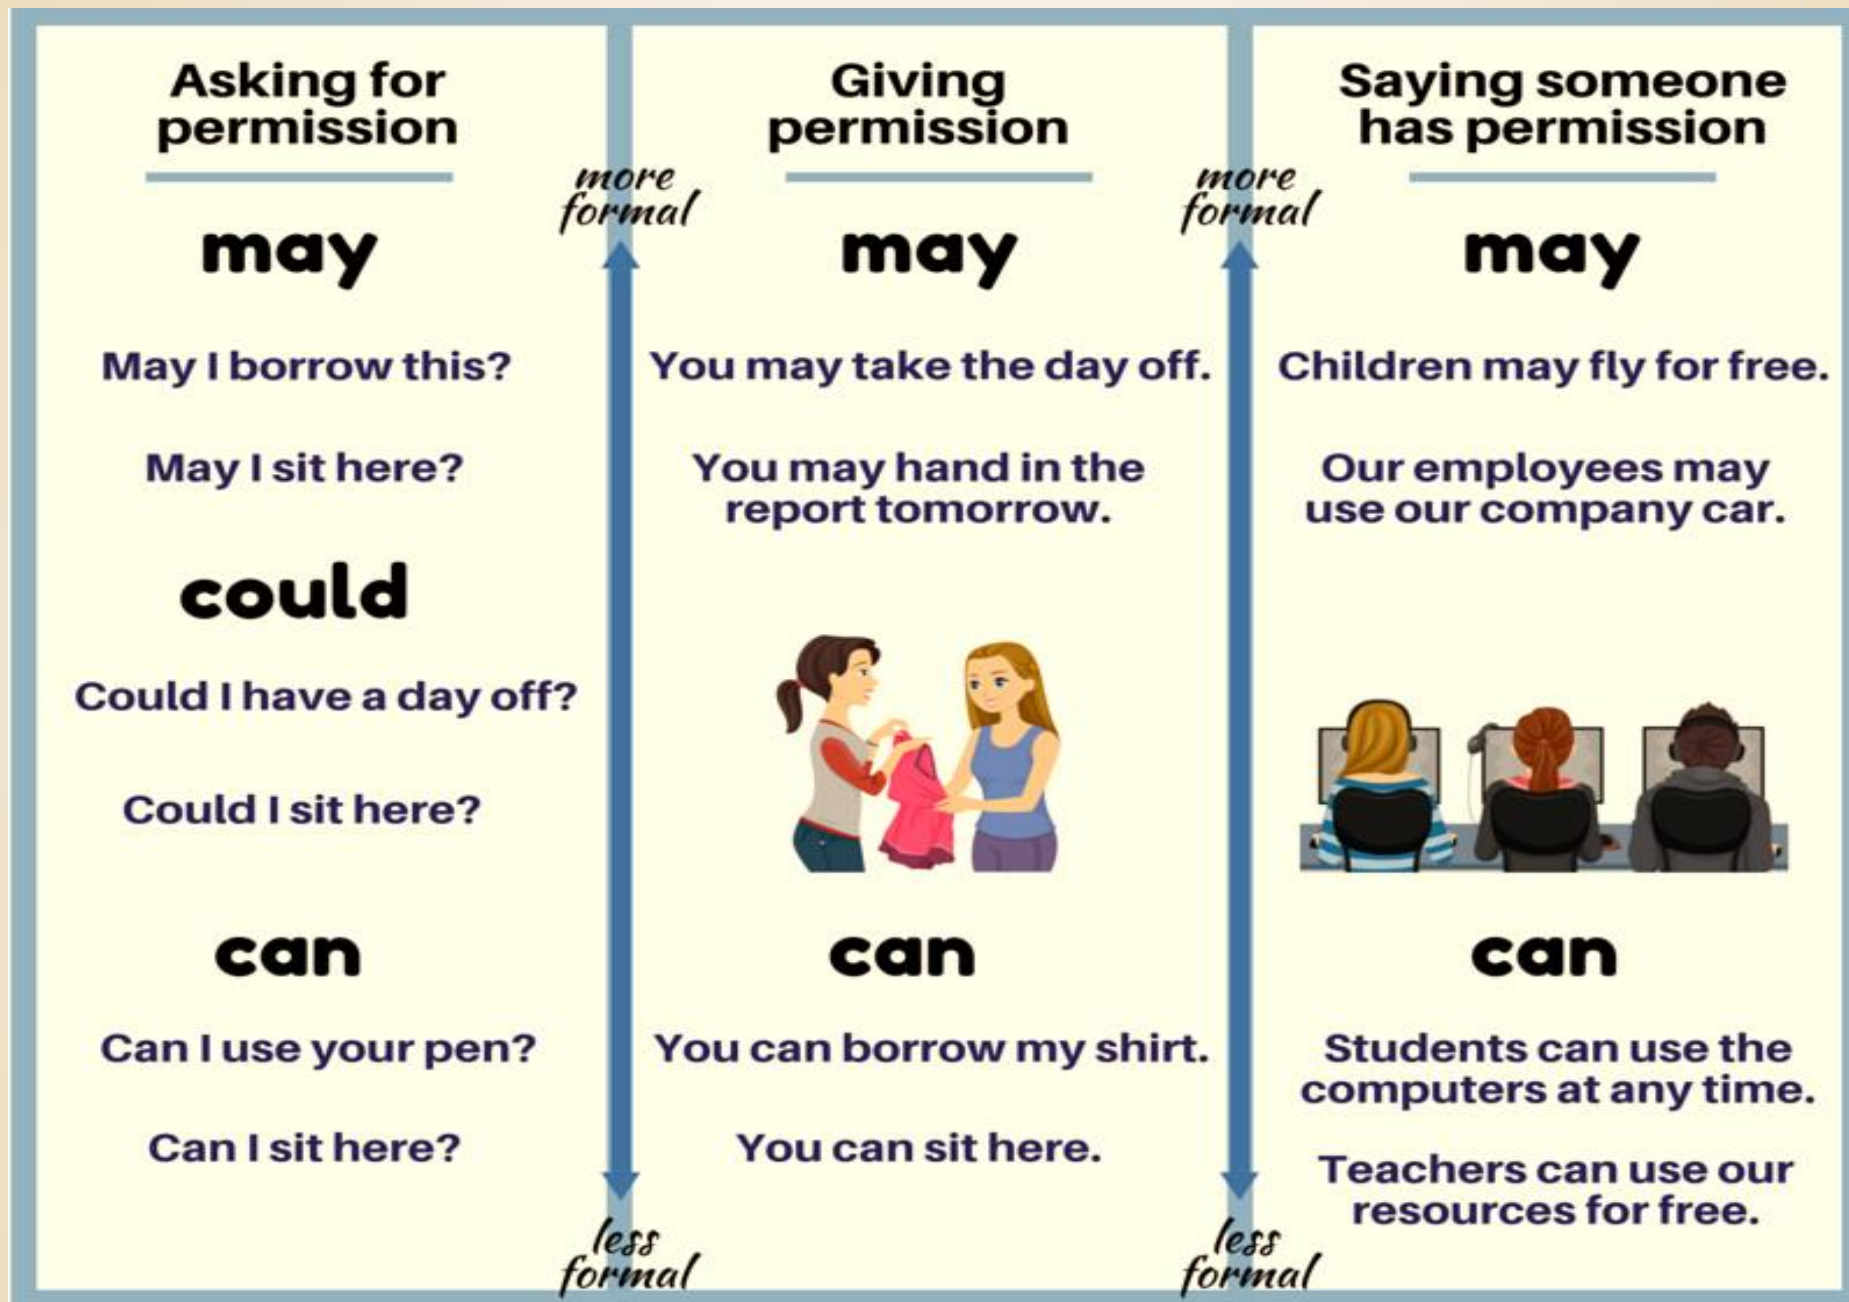 Asking for
permission
more
formal
may
May I borrow this?
May I sit here?
could
Could I have a day off?
Could I sit here?
can
Can I use your pen?
Can I sit here?
less
formal
Giving
permission
may
You may take the day off.
You may hand in the
report tomorrow.
can
You can borrow my shirt.
You can sit here.
more
formal
less
formal
Saying someone
has permission
may
Children may fly for free.
Our employees may
use our company car.
can
Students can use the
computers at any time.
Teachers can use our
resources for free.